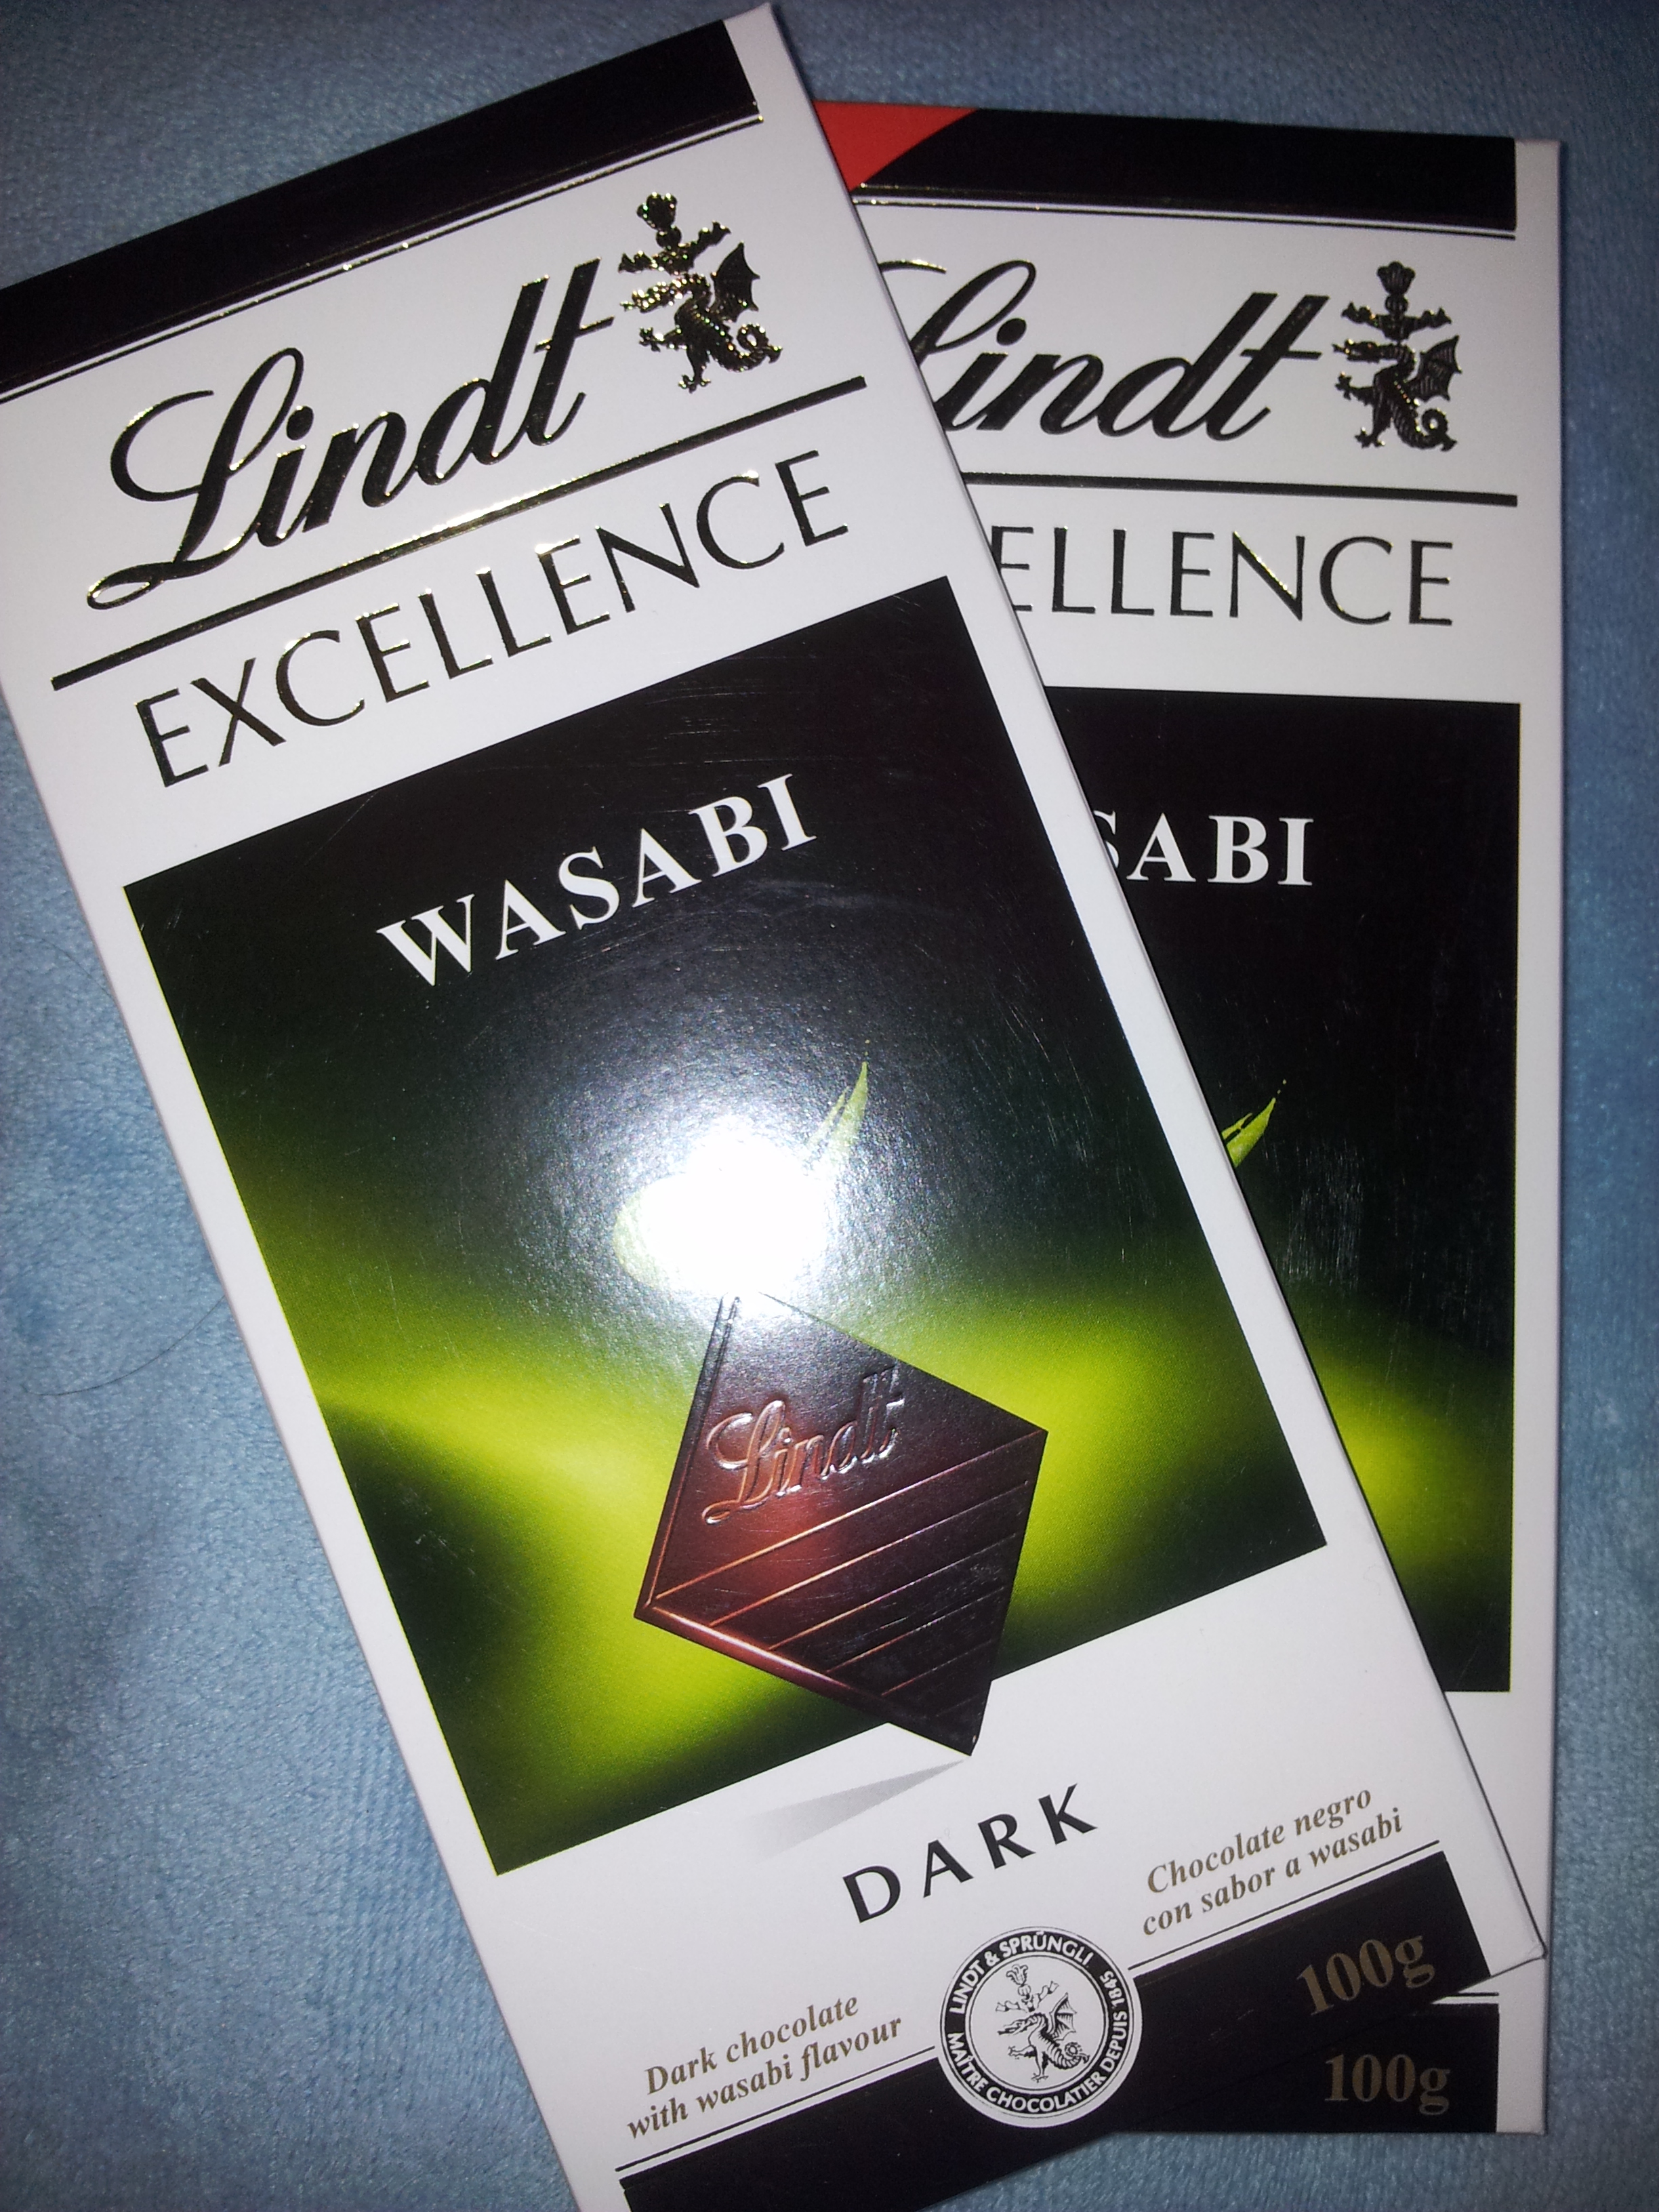 Lindt
EXCELLENCE
WASABI
Lindt
DARK
Dark chocolate
with wasabi flavour
Chocolate negro
con sabor a wasabi
LINDT & SPRÜNGLI
MAÎTRE CHOCOLATIER DEPUIS 1845
100g
Lindt
ELLENCE
SABI
100g